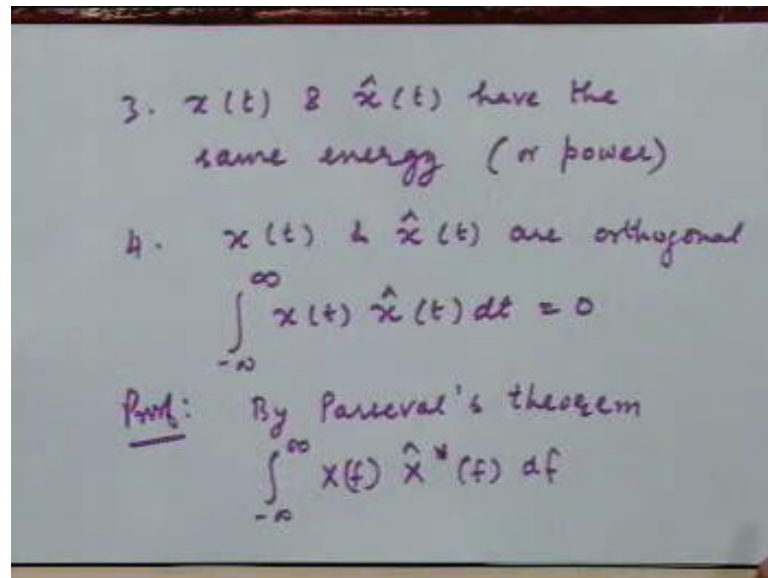 3. x(t) & x̂(t) have the
same energy (or power)
4. x(t) & x̂(t) are orthogonal
∫_{-∞}^{∞} x(t) x̂(t) dt = 0
Proof: By Parseval's theorem
∫_{-∞}^{∞} X(f) X̂*(f) df